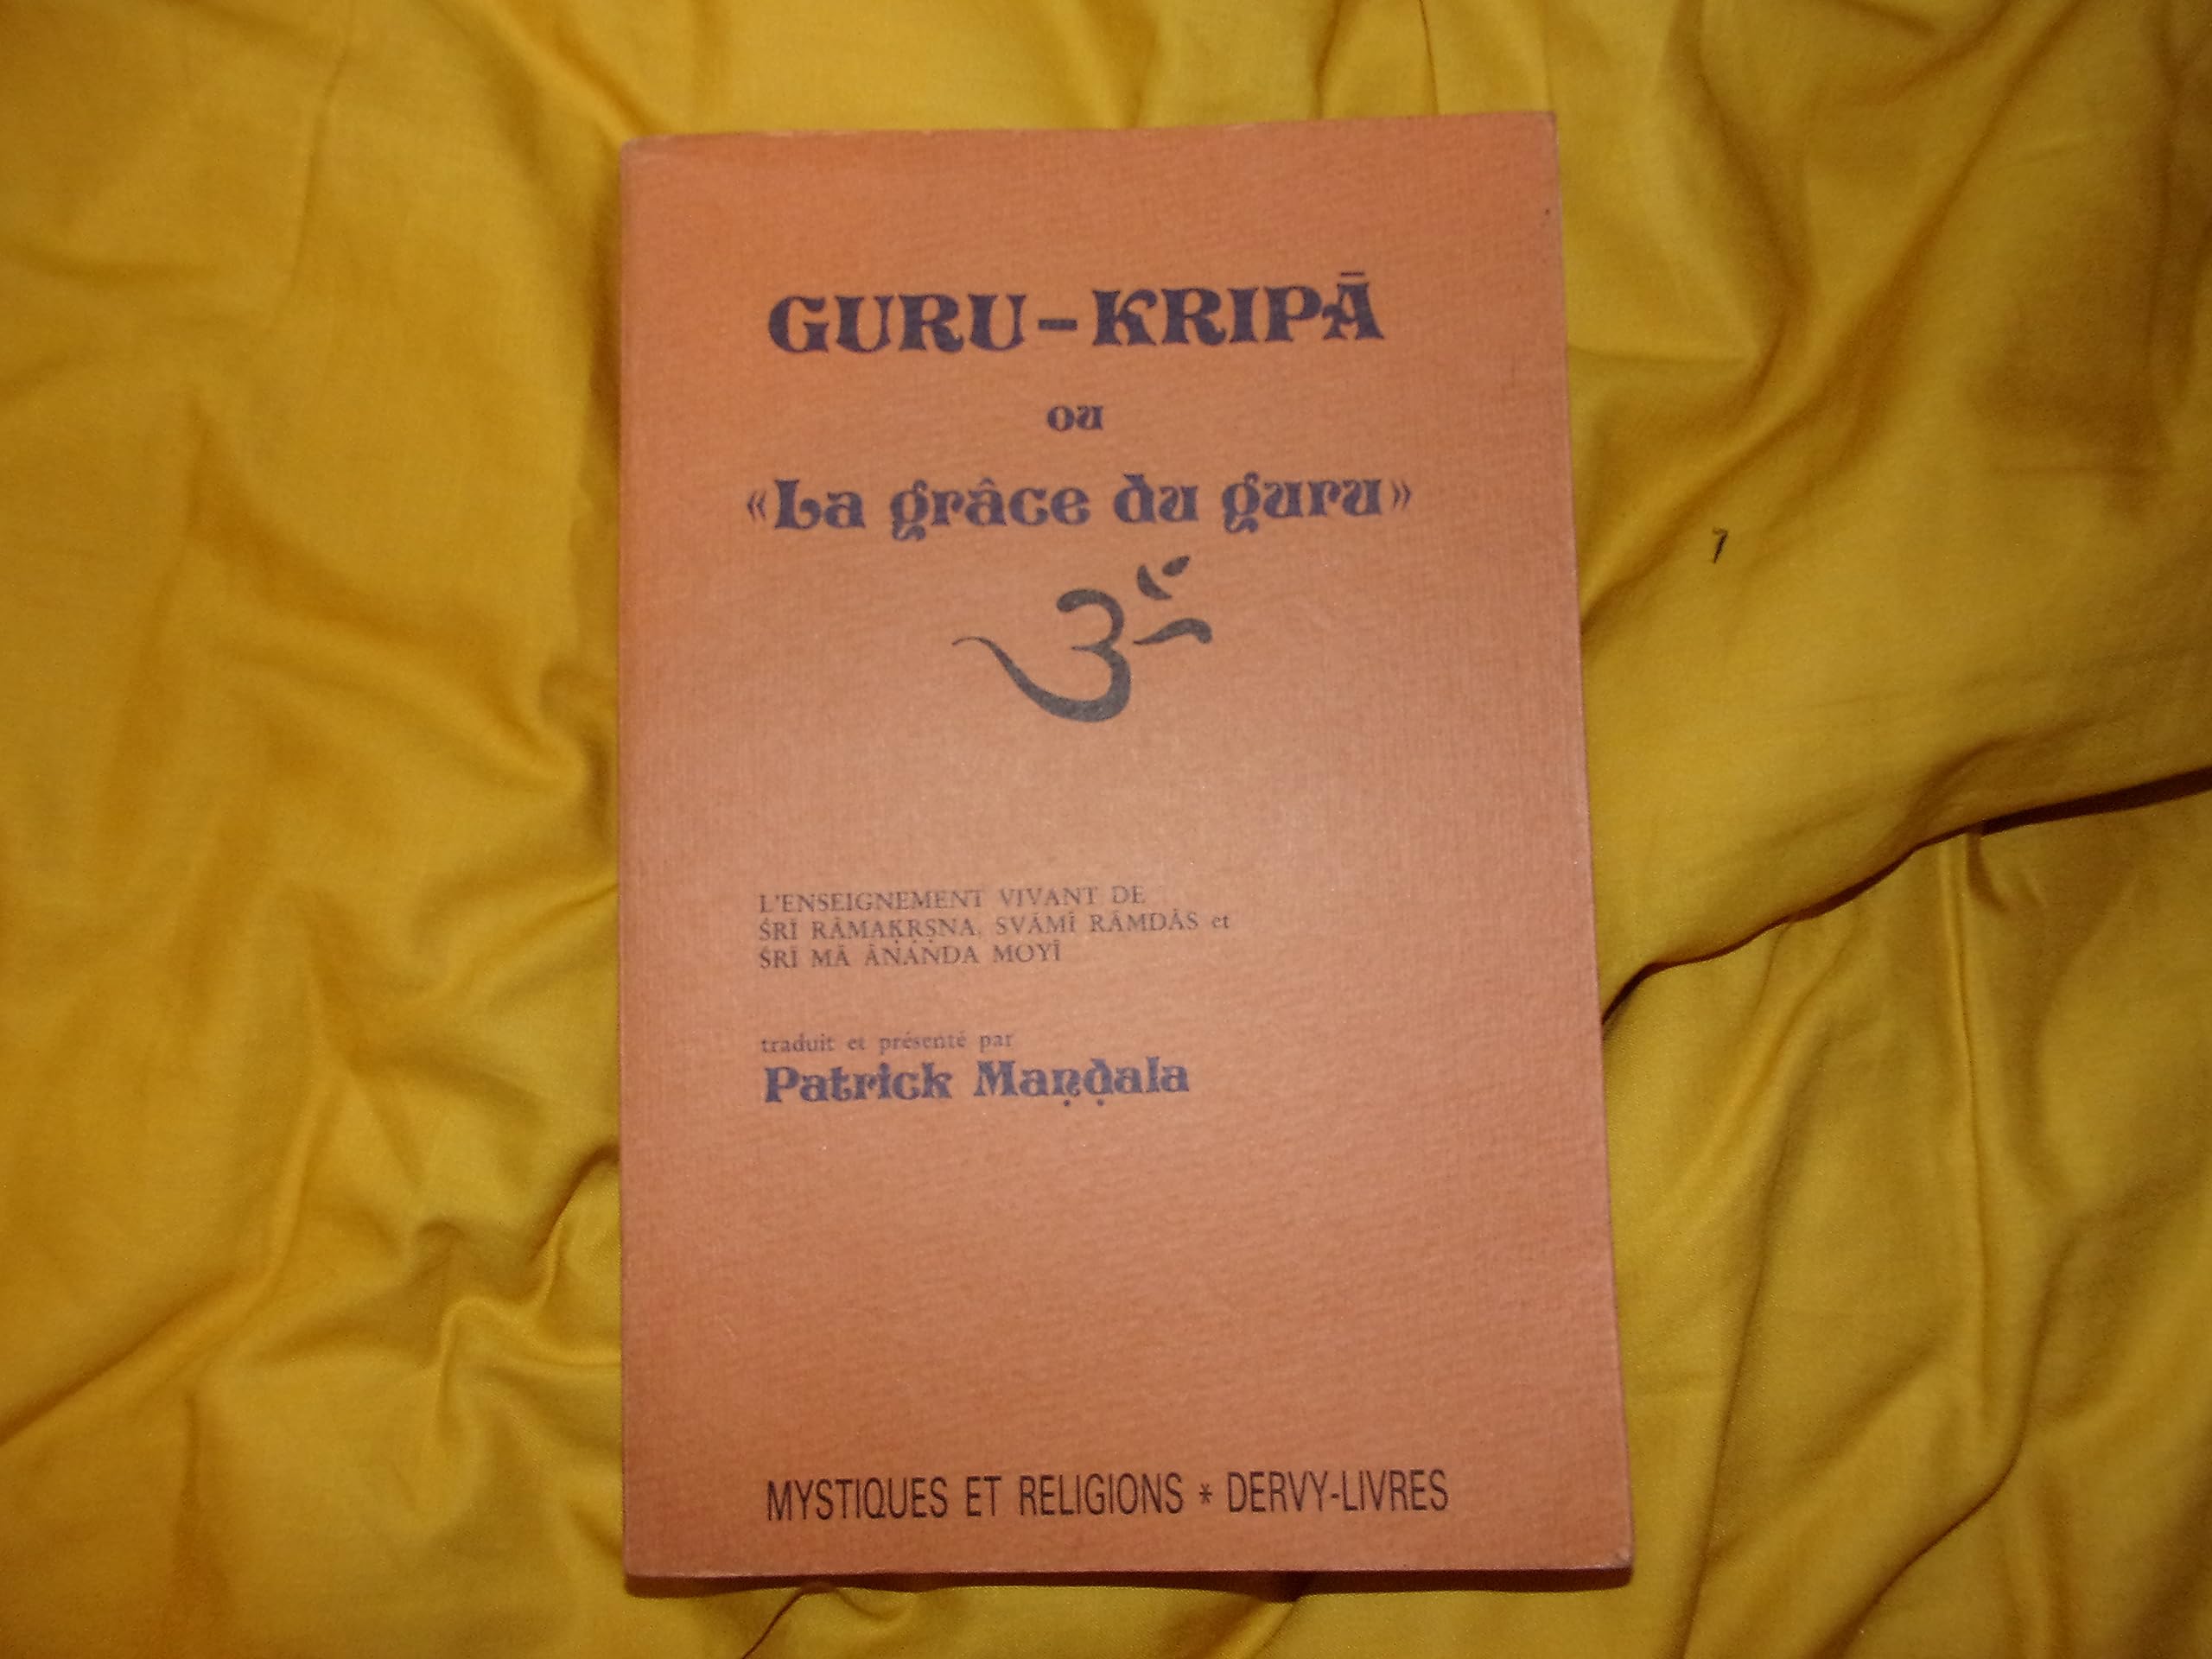 GURU-KRIPĀ
ou
«La grâce du guru»
ॐ
L'ENSEIGNEMENT VIVANT DE
ŚRĪ RĀMAKṚṢNA, SVĀMĪ RĀMDĀS et
ŚRĪ MĀ ĀNANDA MOYĪ
traduit et présenté par
Patrick Maṇḍala
MYSTIQUES ET RELIGIONS * DERVY-LIVRES